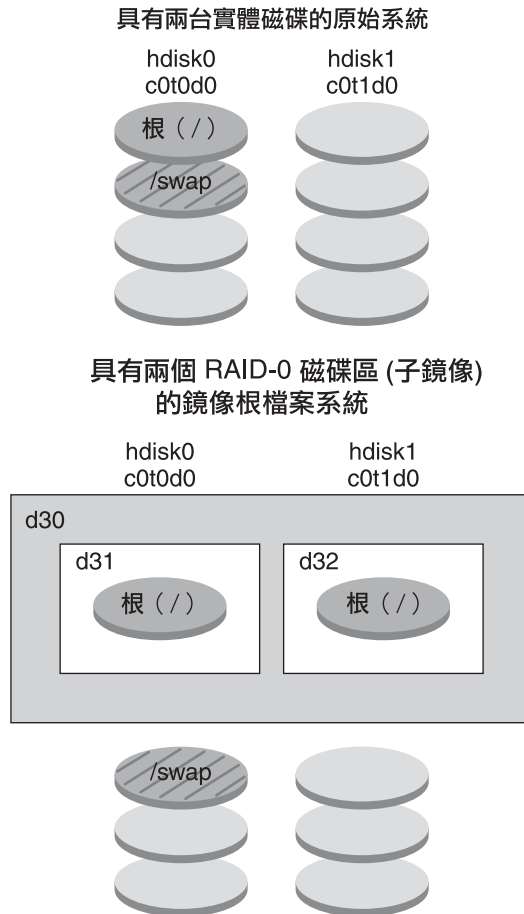 具有兩台實體磁碟的原始系統
hdisk0
c0t0d0
hdisk1
c0t1d0
根（/）
/swap
具有兩個 RAID-0 磁碟區 (子鏡像)
的鏡像根檔案系統
hdisk0
c0t0d0
hdisk1
c0t1d0
d30
d31
根（/）
d32
根（/）
/swap